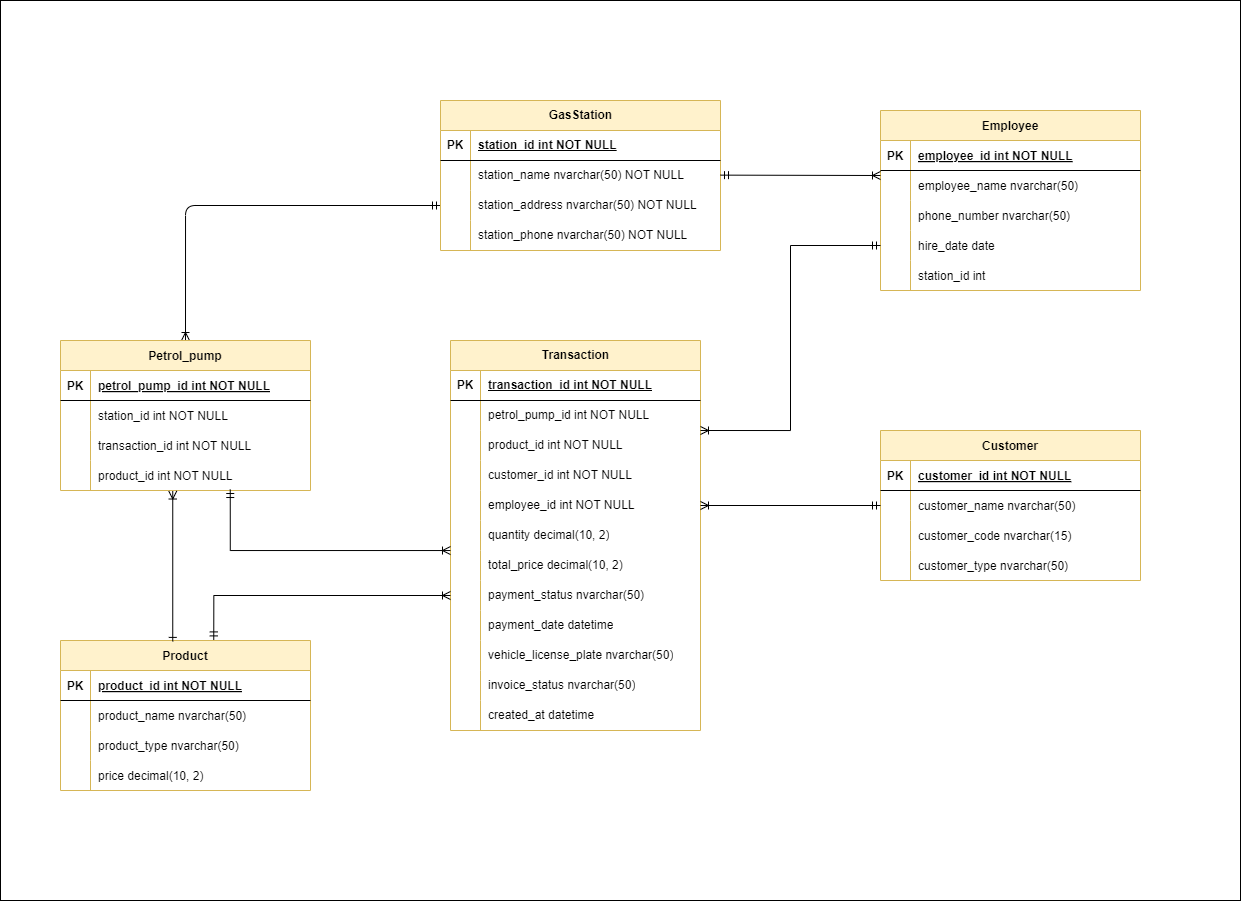 GasStation
PK station_id int NOT NULL
station_name nvarchar(50) NOT NULL
station_address nvarchar(50) NOT NULL
station_phone nvarchar(50) NOT NULL
Employee
PK employee_id int NOT NULL
employee_name nvarchar(50)
phone_number nvarchar(50)
hire_date date
station_id int
Petrol_pump
PK petrol_pump_id int NOT NULL
station_id int NOT NULL
transaction_id int NOT NULL
product_id int NOT NULL
Transaction
PK transaction_id int NOT NULL
petrol_pump_id int NOT NULL
product_id int NOT NULL
customer_id int NOT NULL
employee_id int NOT NULL
quantity decimal(10, 2)
total_price decimal(10, 2)
payment_status nvarchar(50)
payment_date datetime
vehicle_license_plate nvarchar(50)
invoice_status nvarchar(50)
created_at datetime
Customer
PK customer_id int NOT NULL
customer_name nvarchar(50)
customer_code nvarchar(15)
customer_type nvarchar(50)
Product
PK product_id int NOT NULL
product_name nvarchar(50)
product_type nvarchar(50)
price decimal(10, 2)